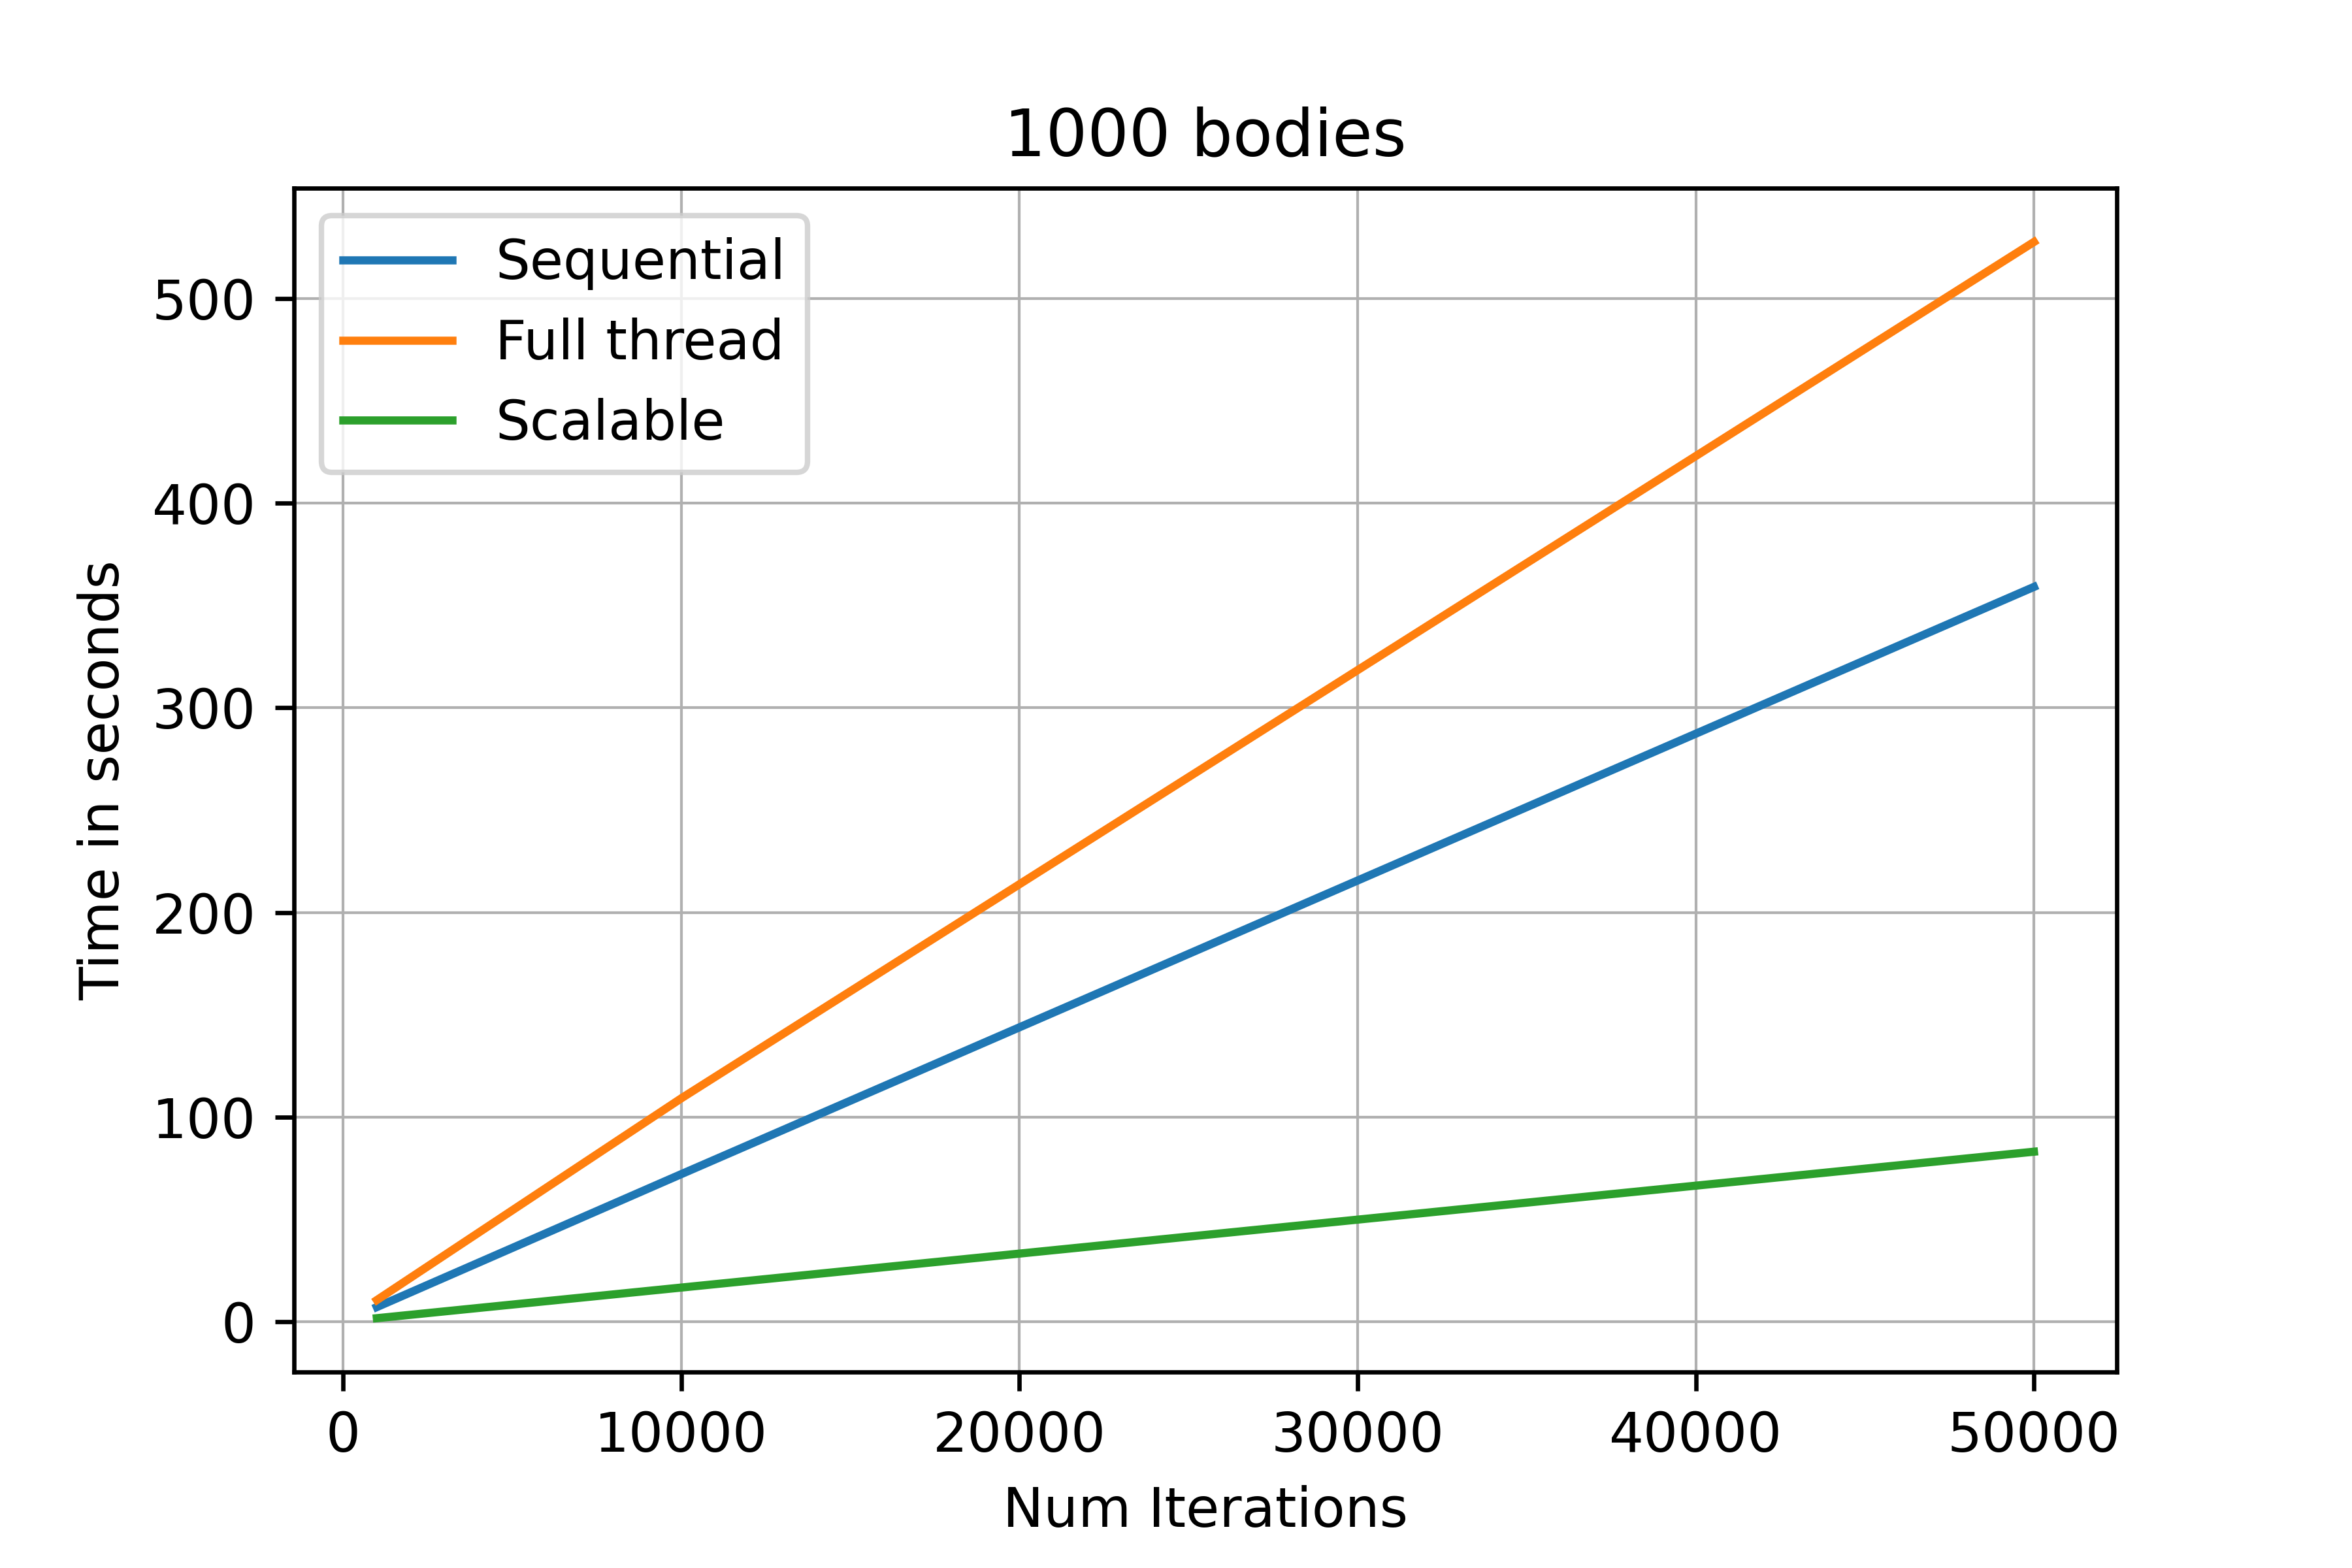 1000 bodies
Sequential
Full thread
Scalable
500
400
300
200
100
0
Time in seconds
0 10000 20000 30000 40000 50000
Num Iterations